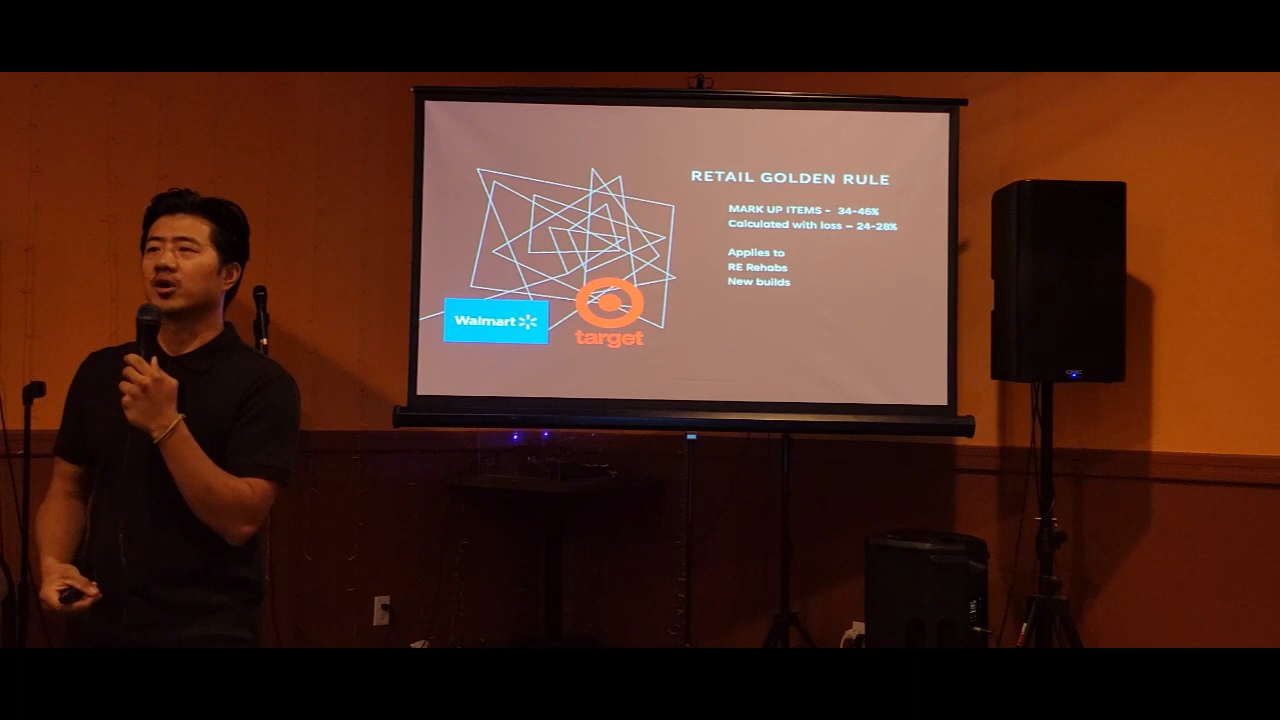 RETAIL GOLDEN RULE
MARK UP ITEMS - 34-46%
Calculated with loss – 24-28%
Applies to
RE Rehabs
New builds
Walmart
target
QSC